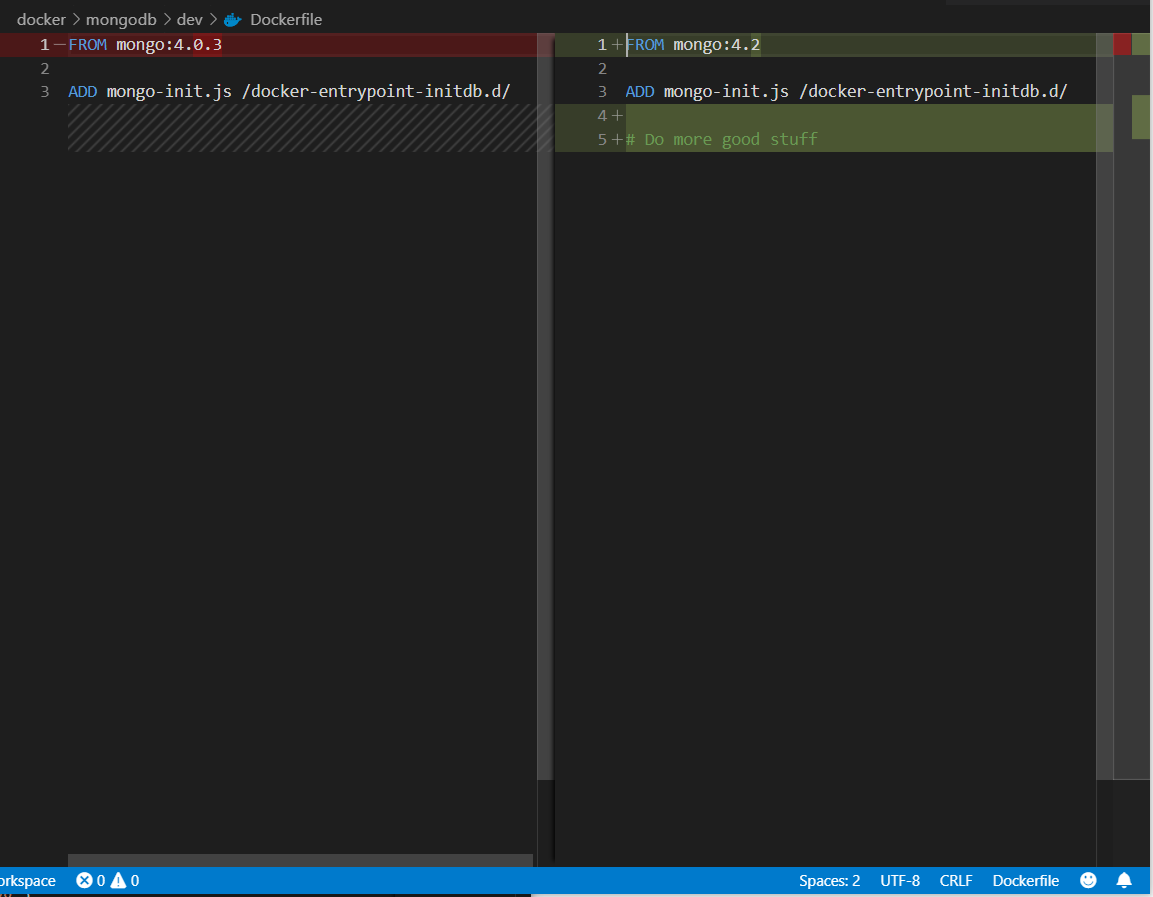 docker > mongodb > dev > Dockerfile
1 — FROM mongo:4.0.3
2
3 ADD mongo-init.js /docker-entrypoint-initdb.d/
1 + FROM mongo:4.2
2
3 ADD mongo-init.js /docker-entrypoint-initdb.d/
4 +
5 + # Do more good stuff
orkspace 0 0 Spaces: 2 UTF-8 CRLF Dockerfile